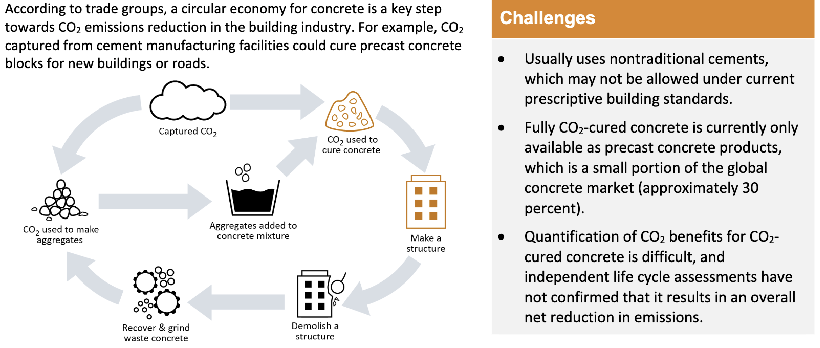 According to trade groups, a circular economy for concrete is a key step
towards CO₂ emissions reduction in the building industry. For example, CO₂
captured from cement manufacturing facilities could cure precast concrete
blocks for new buildings or roads.
Captured CO₂
CO₂ used to
cure concrete
CO₂ used to make
aggregates
Aggregates added to
concrete mixture
Make a
structure
Recover & grind
waste concrete
Demolish a
structure
Challenges
• Usually uses nontraditional cements,
which may not be allowed under current
prescriptive building standards.
• Fully CO₂-cured concrete is currently only
available as precast concrete products,
which is a small portion of the global
concrete market (approximately 30
percent).
• Quantification of CO₂ benefits for CO₂-
cured concrete is difficult, and
independent life cycle assessments have
not confirmed that it results in an overall
net reduction in emissions.